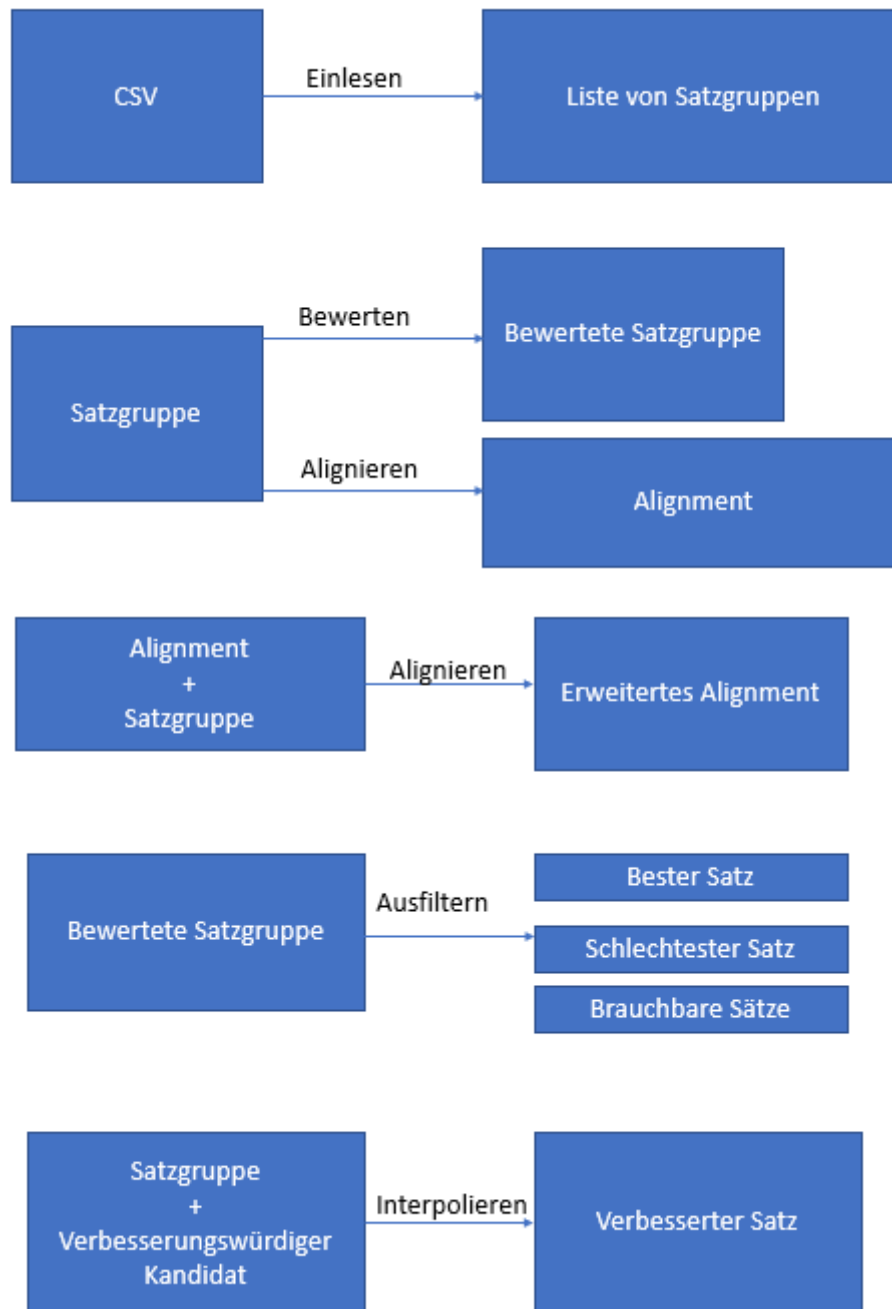 CSV
Einlesen
Liste von Satzgruppen
Satzgruppe
Bewerten
Bewertete Satzgruppe
Alignieren
Alignment
Alignment
+
Satzgruppe
Alignieren
Erweitertes Alignment
Bewertete Satzgruppe
Ausfiltern
Bester Satz
Schlechtester Satz
Brauchbare Sätze
Satzgruppe
+
Verbesserungswürdiger
Kandidat
Interpolieren
Verbesserter Satz